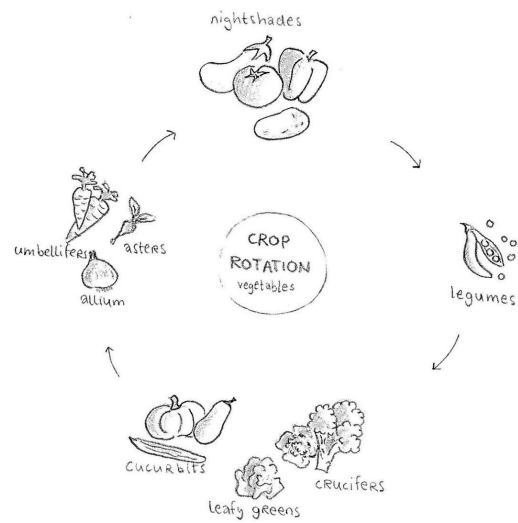 nightshades
umbellifers
asters
allium
CROP
ROTATION
vegetables
legumes
cucurbits
leafy greens
crucifers